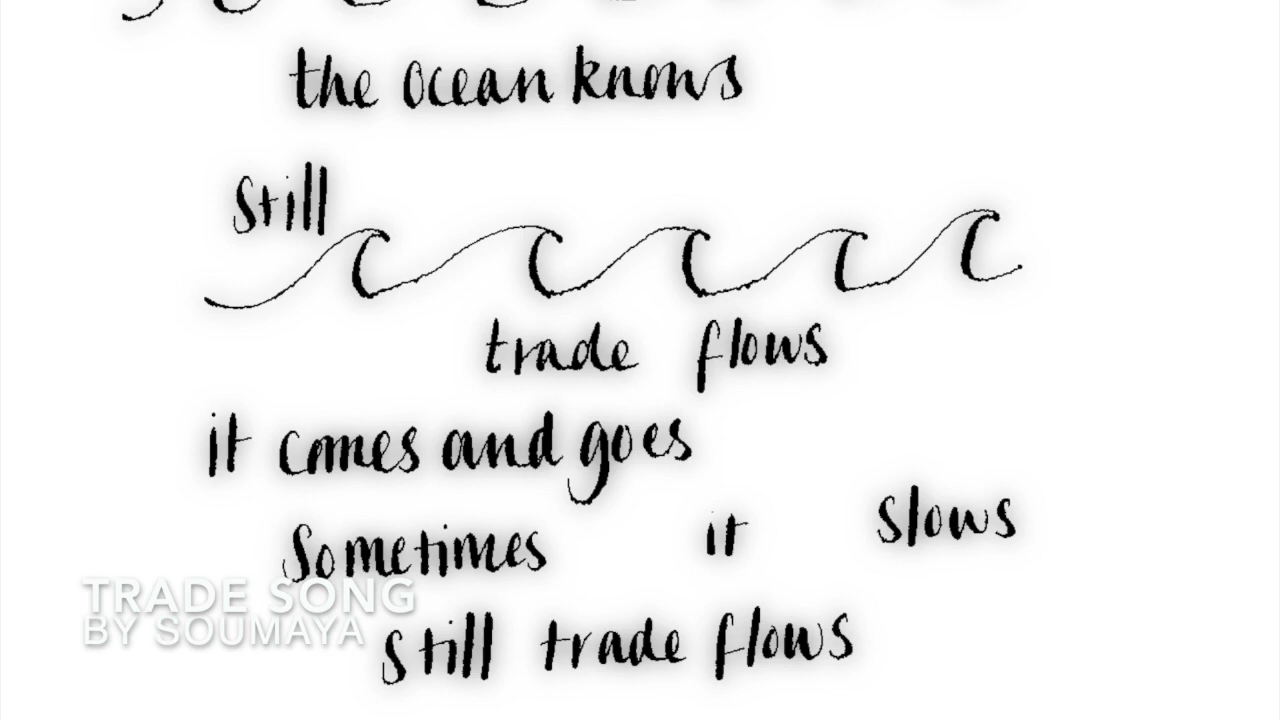 the ocean knows
still
trade flows
it comes and goes
Sometimes it slows
TRADE SONG
BY SOUMAYA
still trade flows